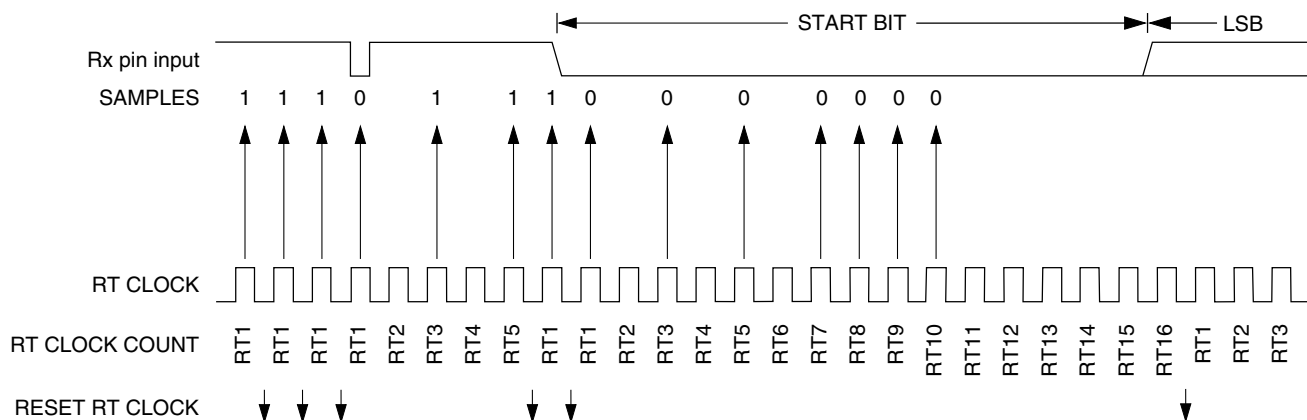 START BIT
LSB
Rx pin input
SAMPLES 1 1 1 0 1 1 1 0 0 0 0 0 0 0
RT CLOCK
RT CLOCK COUNT RT1 RT1 RT1 RT1 RT2 RT3 RT4 RT5 RT1 RT1 RT2 RT3 RT4 RT5 RT6 RT7 RT8 RT9 RT10 RT11 RT12 RT13 RT14 RT15 RT16 RT1 RT2 RT3
RESET RT CLOCK